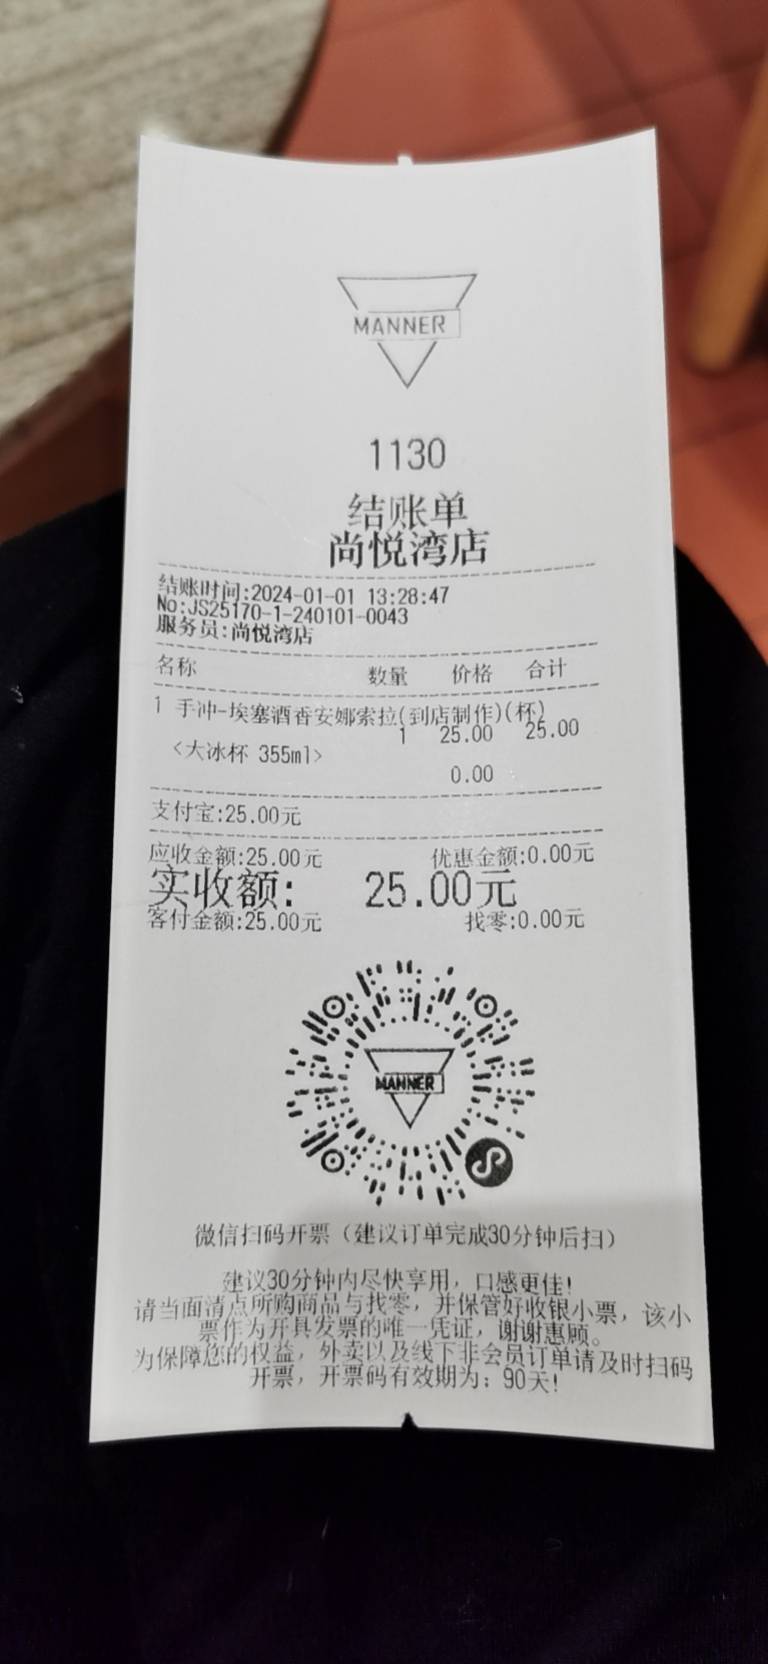 MANNER
1130
结账单
尚悦湾店
结账时间:2024-01-01 13:28:47
No:JS25170-1-240101-0043
服务员:尚悦湾店
名称 数量 价格 合计
1 手冲-埃塞酒香安娜索拉(到店制作)(杯)
1 25.00 25.00
<大冰杯 355ml>
0.00
支付宝:25.00元
应收金额:25.00元 优惠金额:0.00元
实收额: 25.00元
客付金额:25.00元 找零:0.00元
MANNER
微信扫码开票（建议订单完成30分钟后扫）
建议30分钟内尽快享用，口感更佳!
请当面清点所购商品与找零，并保管好收银小票，该小
票作为开具发票的唯一凭证，谢谢惠顾。
为保障您的权益，外卖以及线下非会员订单请及时扫码
开票，开票码有效期为：90天!